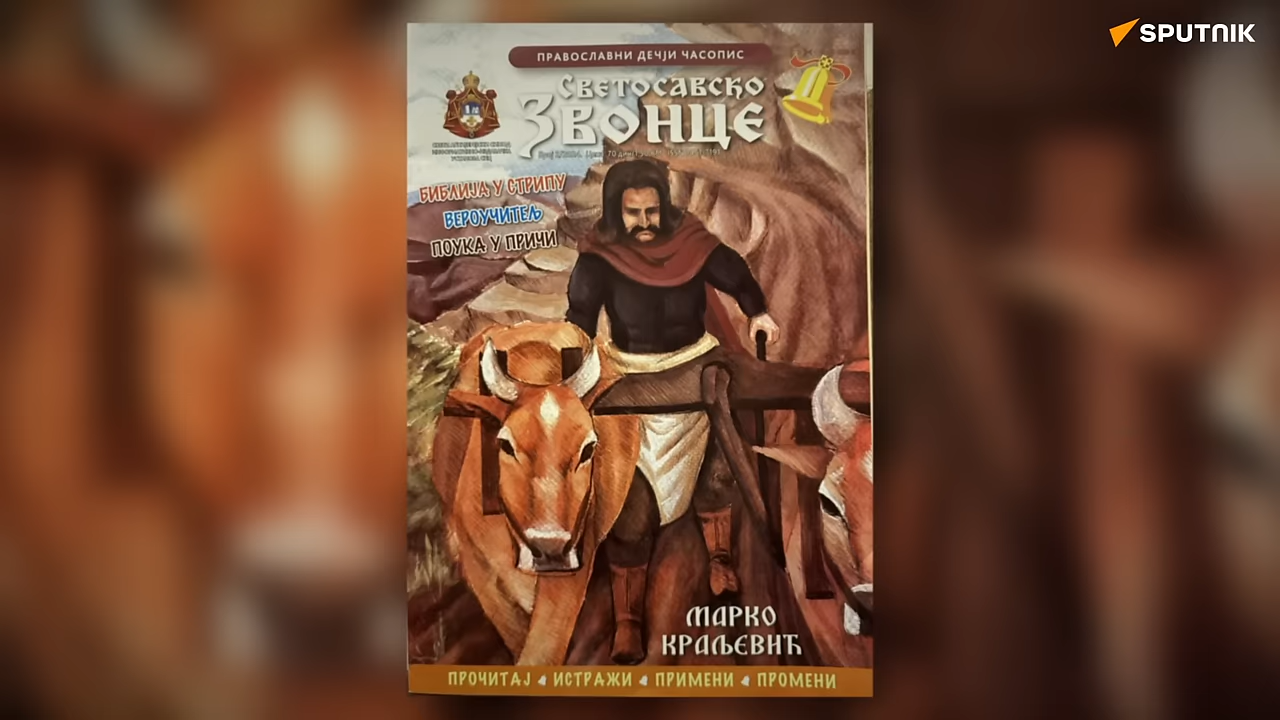 SPUTNIK
ПРАВОСЛАВНИ ДЕЧЈИ ЧАСОПИС
СВЕТОСАВСКО
ЗВОНЦЕ
БИБЛИЈА У СТРИПУ
ВЕРОУЧИТЕЉ
ПОУКА У ПРИЧИ
МАРКО
КРАЉЕВИЋ
ПРОЧИТАЈ ИСТРАЖИ ПРИМЕНИ ПРОМЕНИ